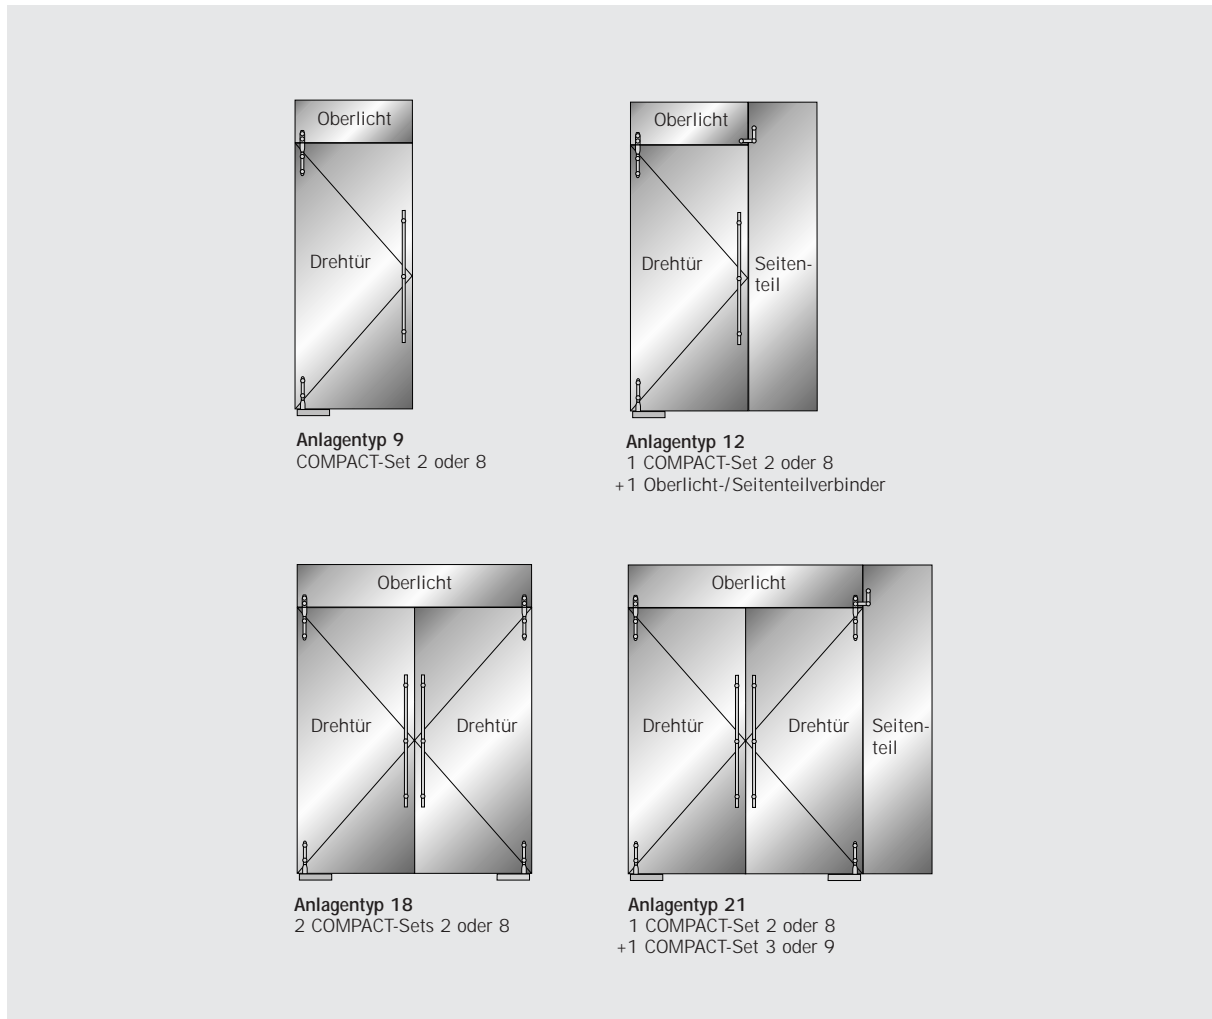 Oberlicht
Drehtür
Anlagentyp 9
COMPACT-Set 2 oder 8
Oberlicht
Drehtür
Seiten-
teil
Anlagentyp 12
1 COMPACT-Set 2 oder 8
+1 Oberlicht-/Seitenteilverbinder
Oberlicht
Drehtür
Drehtür
Anlagentyp 18
2 COMPACT-Sets 2 oder 8
Oberlicht
Drehtür
Drehtür
Seiten-
teil
Anlagentyp 21
1 COMPACT-Set 2 oder 8
+1 COMPACT-Set 3 oder 9